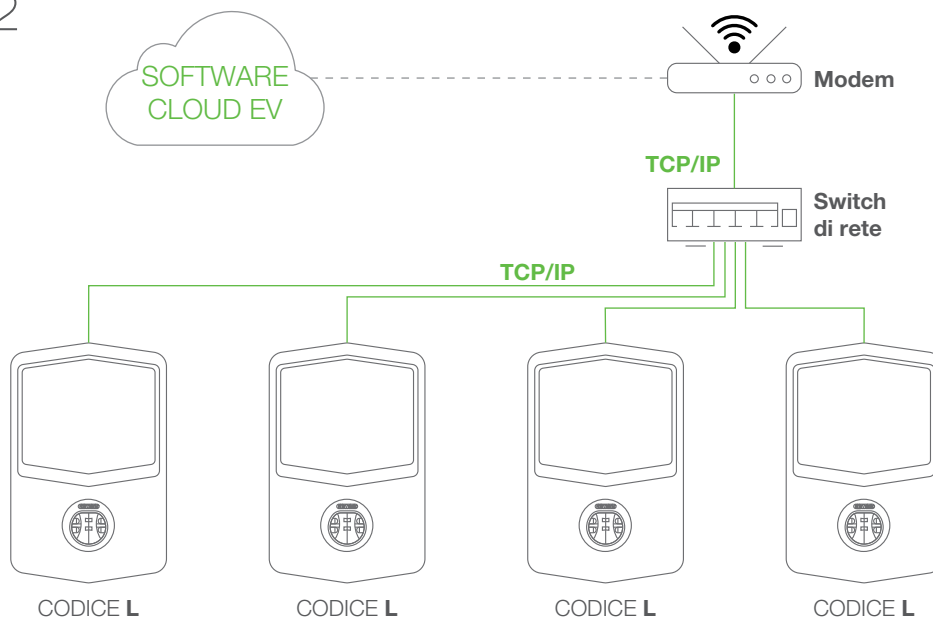 2
SOFTWARE
CLOUD EV
Modem
TCP/IP
Switch
di rete
TCP/IP
CODICE L
CODICE L
CODICE L
CODICE L